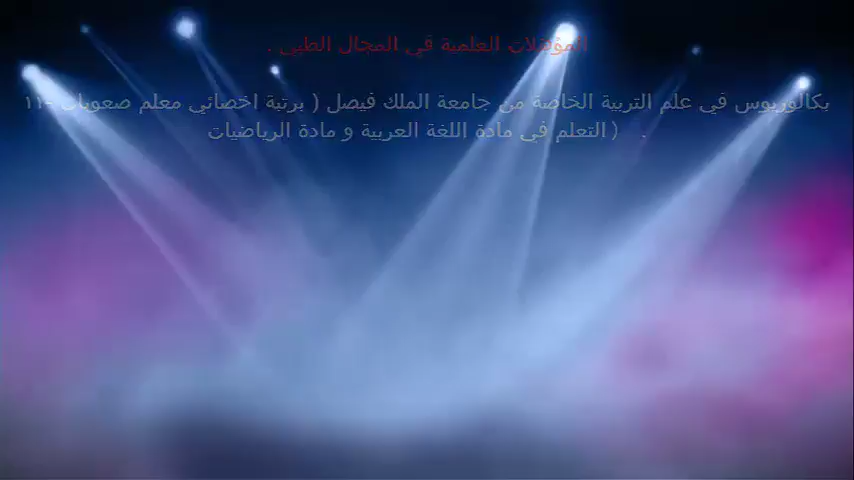 المؤهلات العلمية في المجال الطبي .
١١- بكالوريوس في علم التربية الخاصة من جامعة الملك فيصل ( برتبة اخصائي معلم صعوبات
التعلم في مادة اللغة العربية و مادة الرياضيات ) .